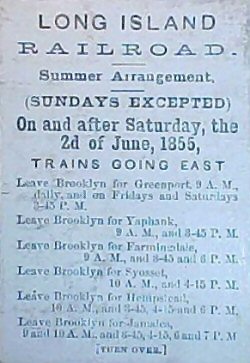 LONG ISLAND
RAILROAD.
Summer Arrangement,
(SUNDAYS EXCEPTED)
On and after Saturday, the
2d of June, 1855,
TRAINS GOING EAST
Leave Brooklyn for Greenport, 9 A. M.,
daily, and on Fridays and Saturdays
3-45 P. M.
Leave Brooklyn for Yaphank,
9 A. M., and 3-45 P. M.
Leave Brooklyn for Farmingdale,
9 A. M., and 3-45 and 6 P. M.
Leave Brooklyn for Syosset,
10 A. M., and 4-15 P. M.
Leave Brooklyn for Hempstead,
10 A. M., and 3-45, 4-15 and 6 P. M.
Leave Brooklyn for Jamaica,
9 and 10 A. M., and 3-45, 4-15, 6 and 7 P. M
[TURN OVER.]